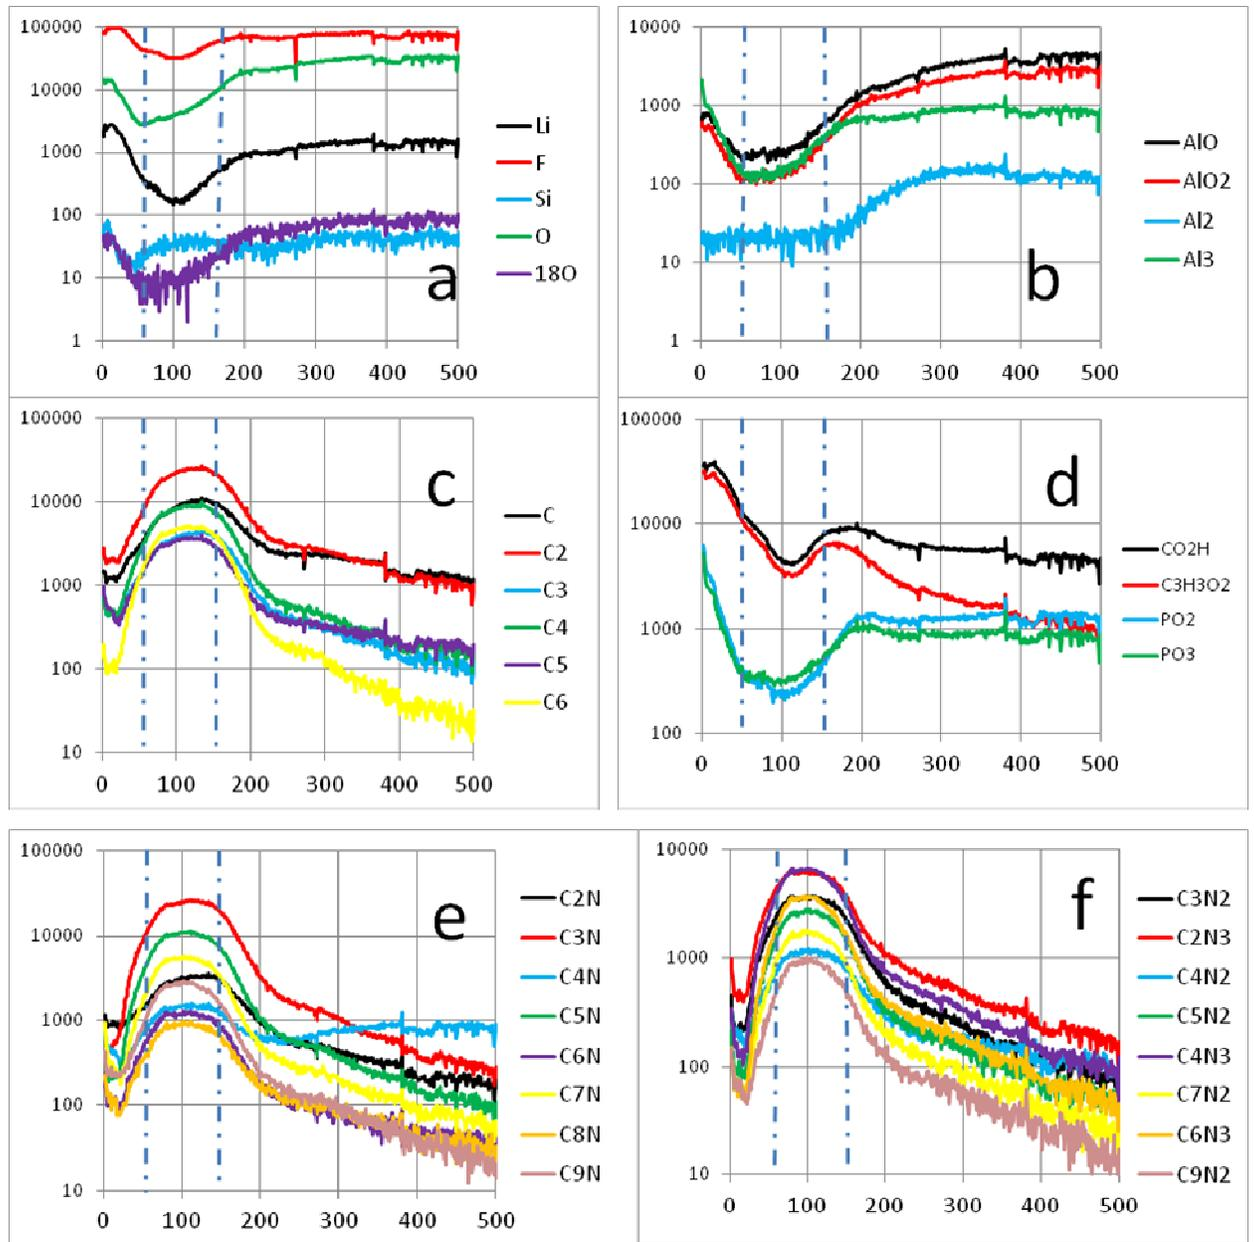 100000
10000
1000
100
10
1
0 100 200 300 400 500
a
Li
F
Si
O
18O
10000
1000
100
10
1
0 100 200 300 400 500
b
AlO
AlO2
Al2
Al3
100000
10000
1000
100
10
0 100 200 300 400 500
c
C
C2
C3
C4
C5
C6
100000
10000
1000
100
0 100 200 300 400 500
d
CO2H
C3H3O2
PO2
PO3
100000
10000
1000
100
10
0 100 200 300 400 500
e
C2N
C3N
C4N
C5N
C6N
C7N
C8N
C9N
10000
1000
100
10
0 100 200 300 400 500
f
C3N2
C2N3
C4N2
C5N2
C4N3
C7N2
C6N3
C9N2